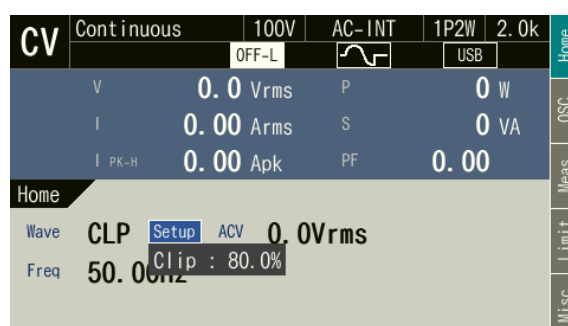 CV Continuous 100V AC-INT 1P2W 2.0k
OFF-L USB
V 0.0 Vrms P 0 W
I 0.00 Arms S 0 VA
I PK-H 0.00 Apk PF 0.00
Home
Wave CLP Setup ACV 0.0Vrms
Clip : 80.0%
Freq 50.00Hz
Home
OSC
Meas
Limit
Misc